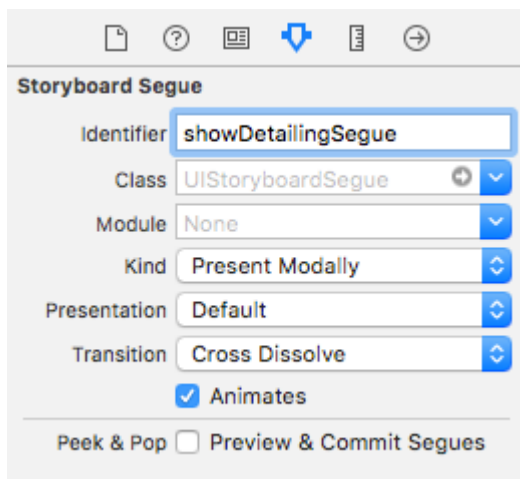 Storyboard Segue
Identifier showDetailingSegue
Class UIStoryboardSegue
Module None
Kind Present Modally
Presentation Default
Transition Cross Dissolve
Animates
Peek & Pop Preview & Commit Segues